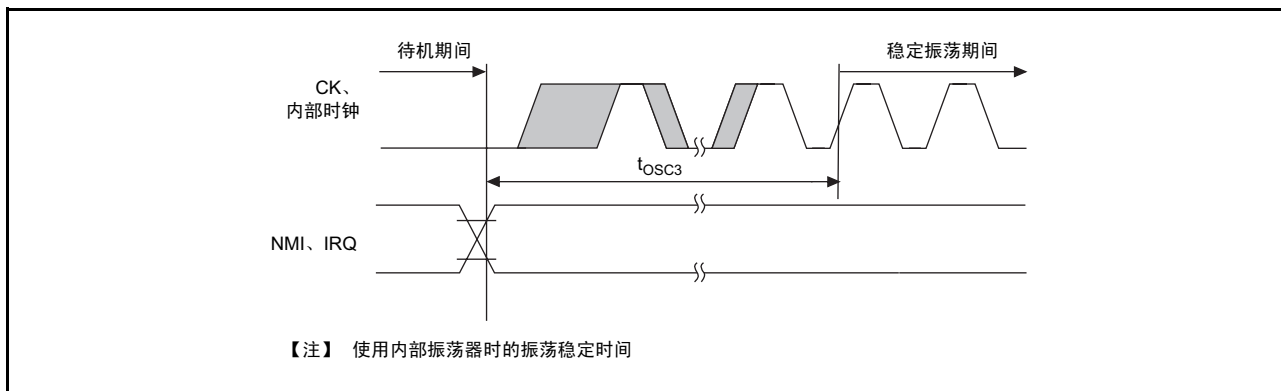 待机期间
稳定振荡期间
CK、
内部时钟
tOSC3
NMI、IRQ
【注】 使用内部振荡器时的振荡稳定时间